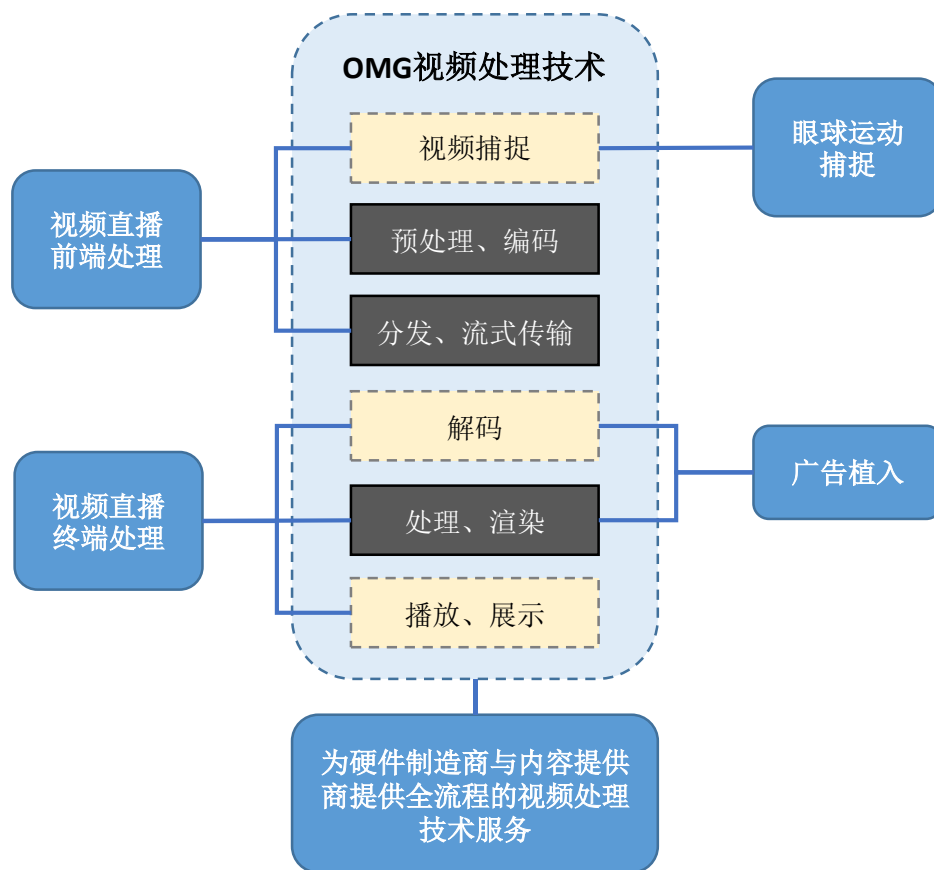 OMG视频处理技术
视频捕捉
眼球运动
捕捉
视频直播
前端处理
预处理、编码
分发、流式传输
解码
视频直播
终端处理
处理、渲染
广告植入
播放、展示
为硬件制造商与内容提供
商提供全流程的视频处理
技术服务